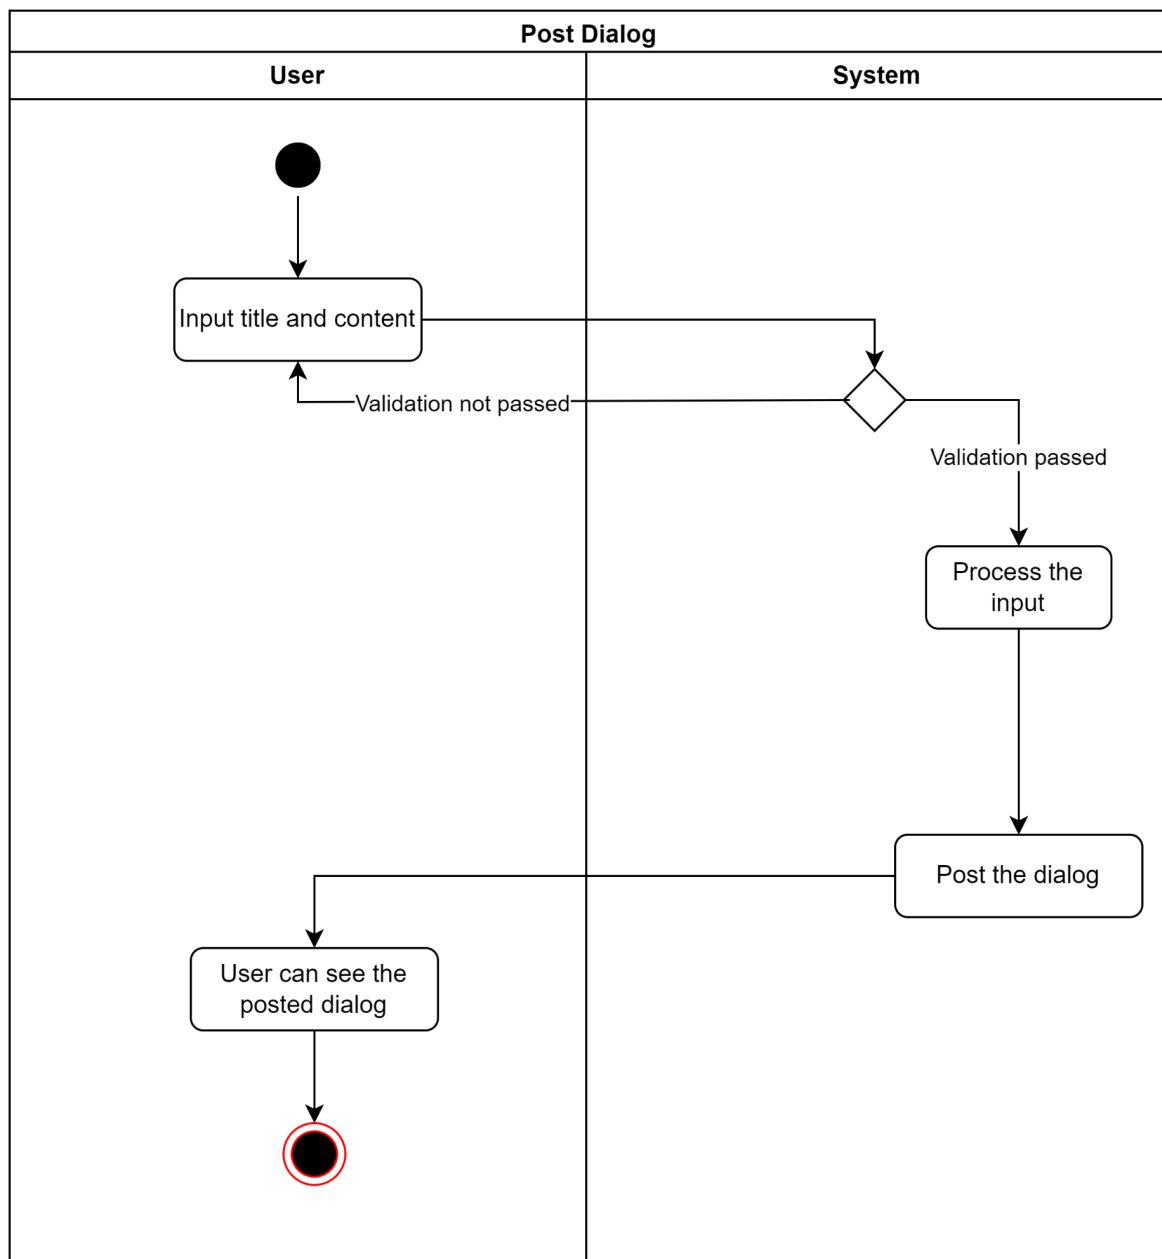 Post Dialog
User
System
Input title and content
Validation not passed
Validation passed
Process the
input
Post the dialog
User can see the
posted dialog